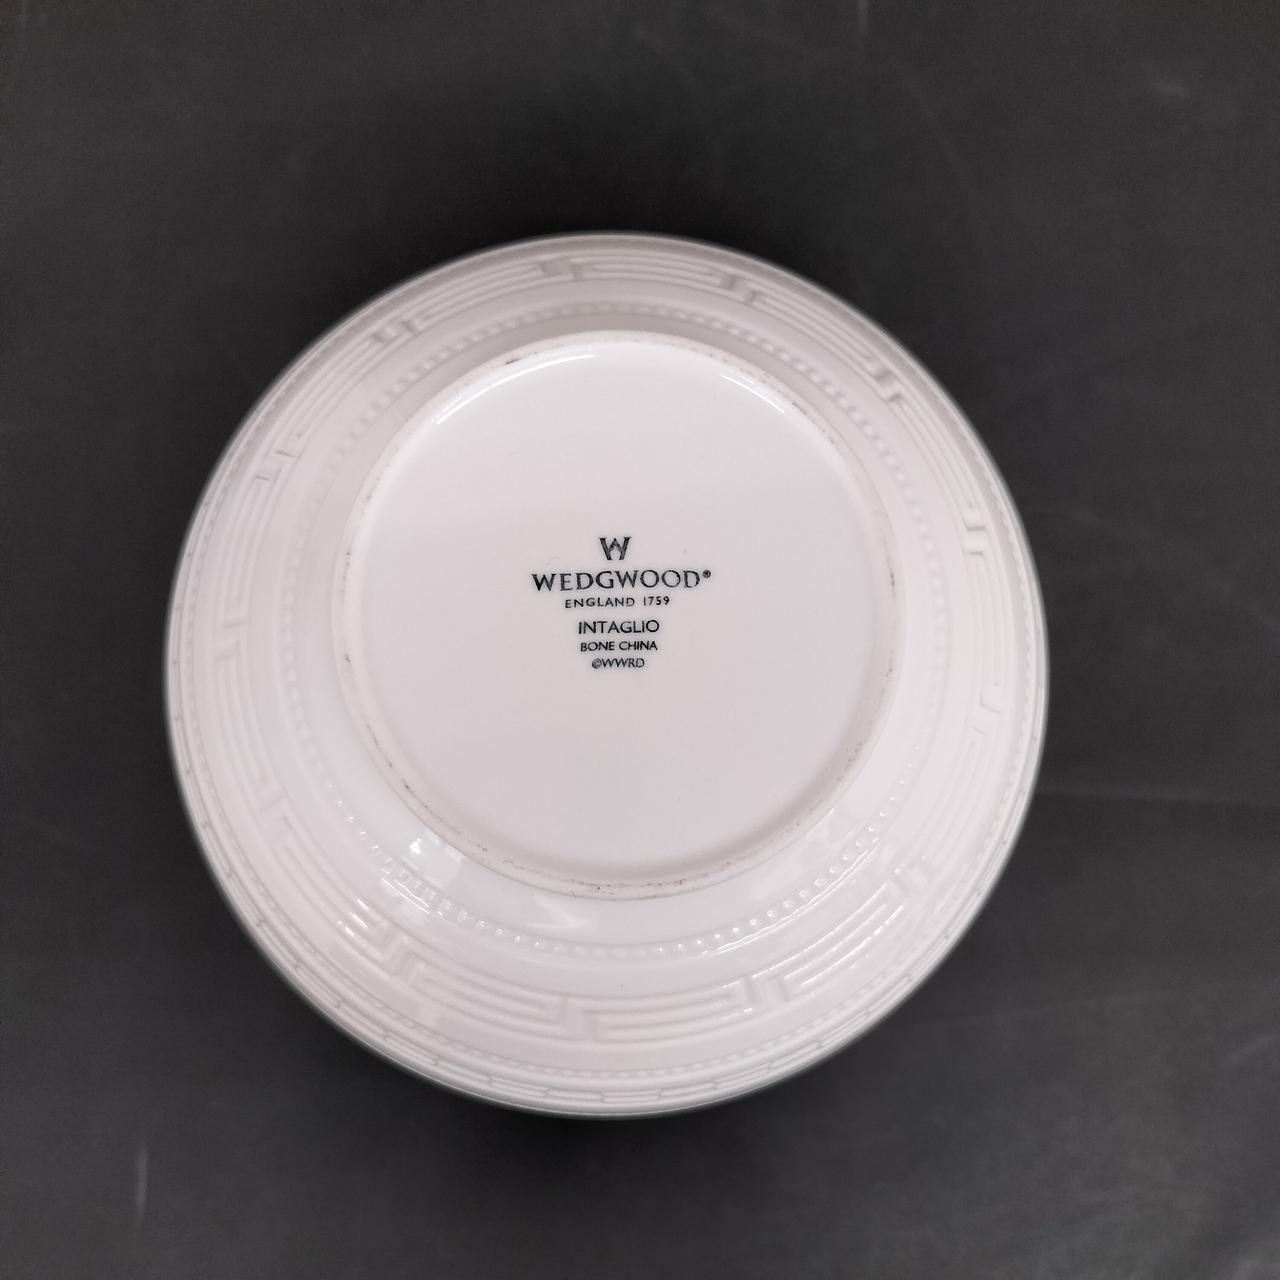 W
WEDGWOOD®
ENGLAND 1759
INTAGLIO
BONE CHINA
©WWRD